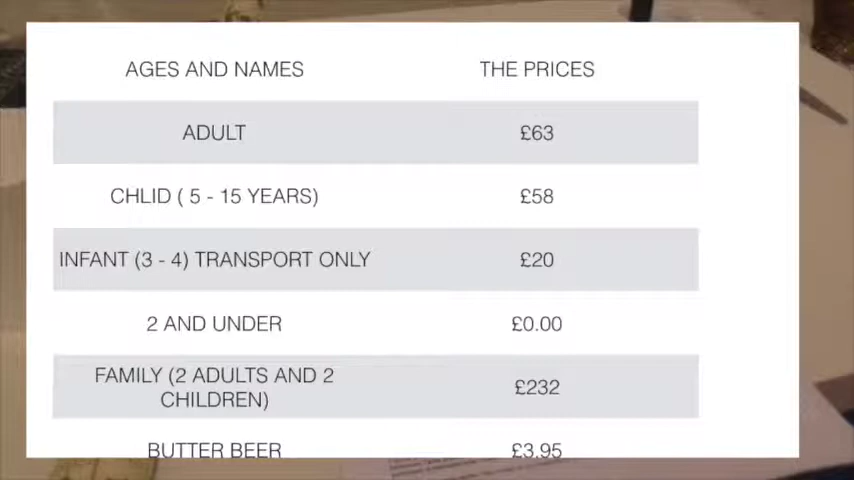 AGES AND NAMES THE PRICES
ADULT £63
CHLID ( 5 - 15 YEARS) £58
INFANT (3 - 4) TRANSPORT ONLY £20
2 AND UNDER £0.00
FAMILY (2 ADULTS AND 2
CHILDREN) £232
BUTTER BEER £3.95